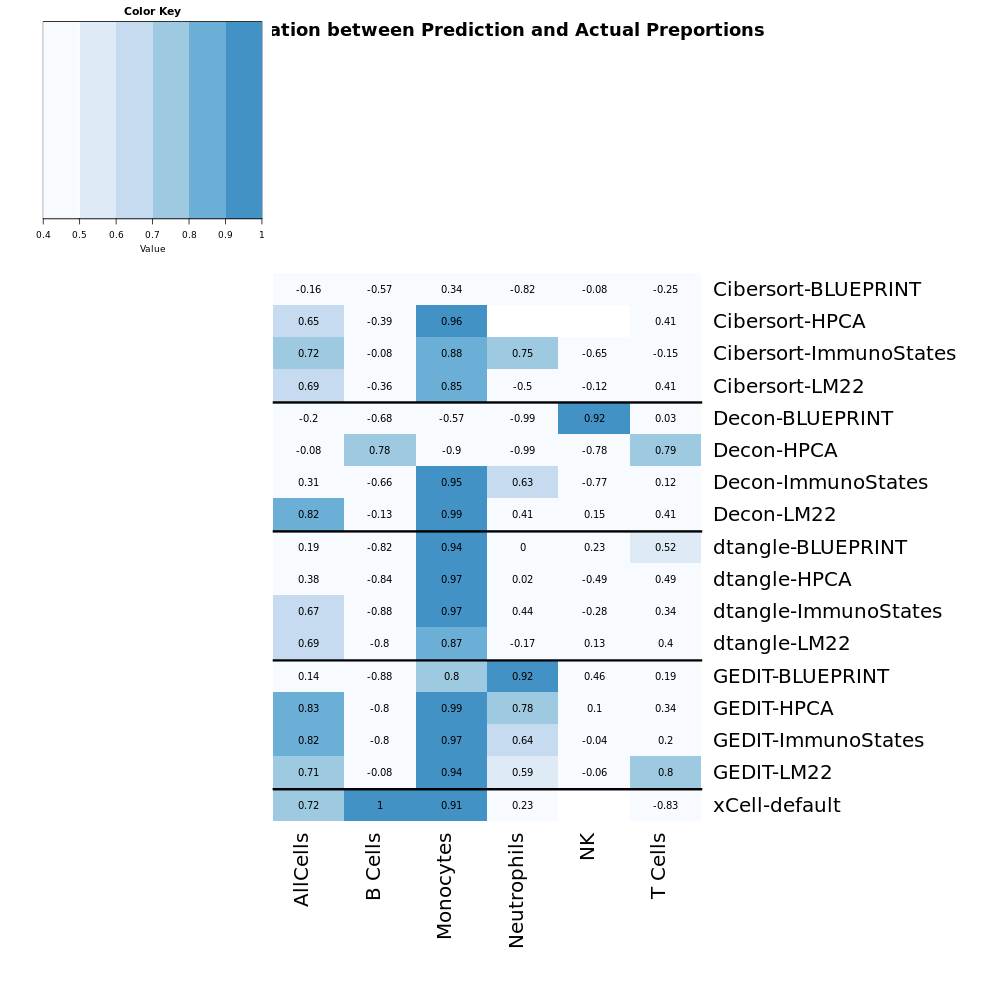 Color Key
ation between Prediction and Actual Preportions
0.4 0.5 0.6 0.7 0.8 0.9 1
Value
-0.16 -0.57 0.34 -0.82 -0.08 -0.25 Cibersort-BLUEPRINT
0.65 -0.39 0.96 0.41 Cibersort-HPCA
0.72 -0.08 0.88 0.75 -0.65 -0.15 Cibersort-ImmunoStates
0.69 -0.36 0.85 -0.5 -0.12 0.41 Cibersort-LM22
-0.2 -0.68 -0.57 -0.99 0.92 0.03 Decon-BLUEPRINT
-0.08 0.78 -0.9 -0.99 -0.78 0.79 Decon-HPCA
0.31 -0.66 0.95 0.63 -0.77 0.12 Decon-ImmunoStates
0.82 -0.13 0.99 0.41 0.15 0.41 Decon-LM22
0.19 -0.82 0.94 0 0.23 0.52 dtangle-BLUEPRINT
0.38 -0.84 0.97 0.02 -0.49 0.49 dtangle-HPCA
0.67 -0.88 0.97 0.44 -0.28 0.34 dtangle-ImmunoStates
0.69 -0.8 0.87 -0.17 0.13 0.4 dtangle-LM22
0.14 -0.88 0.8 0.92 0.46 0.19 GEDIT-BLUEPRINT
0.83 -0.8 0.99 0.78 0.1 0.34 GEDIT-HPCA
0.82 -0.8 0.97 0.64 -0.04 0.2 GEDIT-ImmunoStates
0.71 -0.08 0.94 0.59 -0.06 0.8 GEDIT-LM22
0.72 1 0.91 0.23 -0.83 xCell-default
AllCells
B Cells
Monocytes
Neutrophils
NK
T Cells